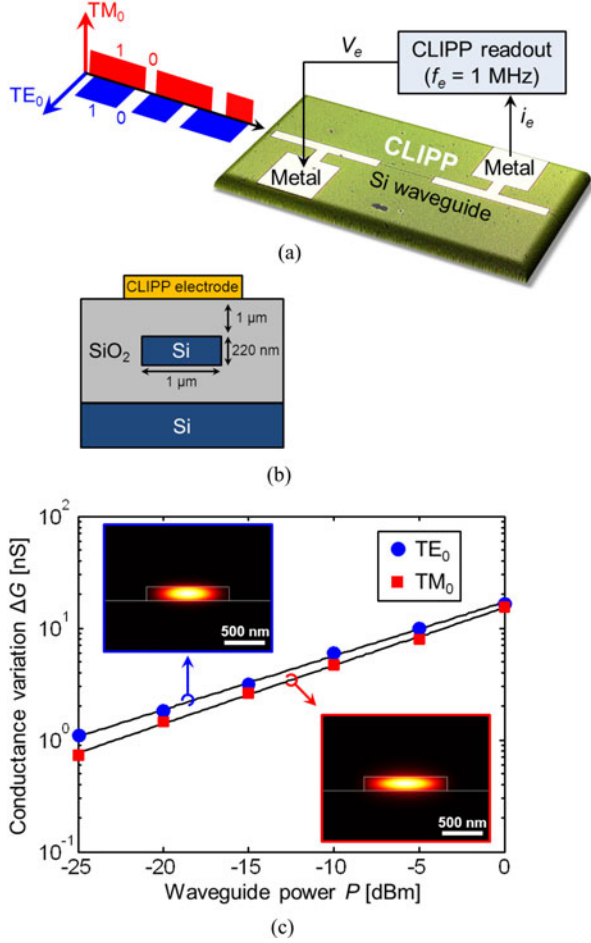 TM₀
1 0
TE₀
1 0
Vₑ
CLIPP readout
(fₑ = 1 MHz)
iₑ
CLIPP
Metal
Metal
Si waveguide
(a)
CLIPP electrode
1 µm
SiO₂
Si
220 nm
1 µm
Si
(b)
Conductance variation ΔG [nS]
10²
10¹
10⁰
10⁻¹
500 nm
TE₀
TM₀
500 nm
-25 -20 -15 -10 -5 0
Waveguide power P [dBm]
(c)